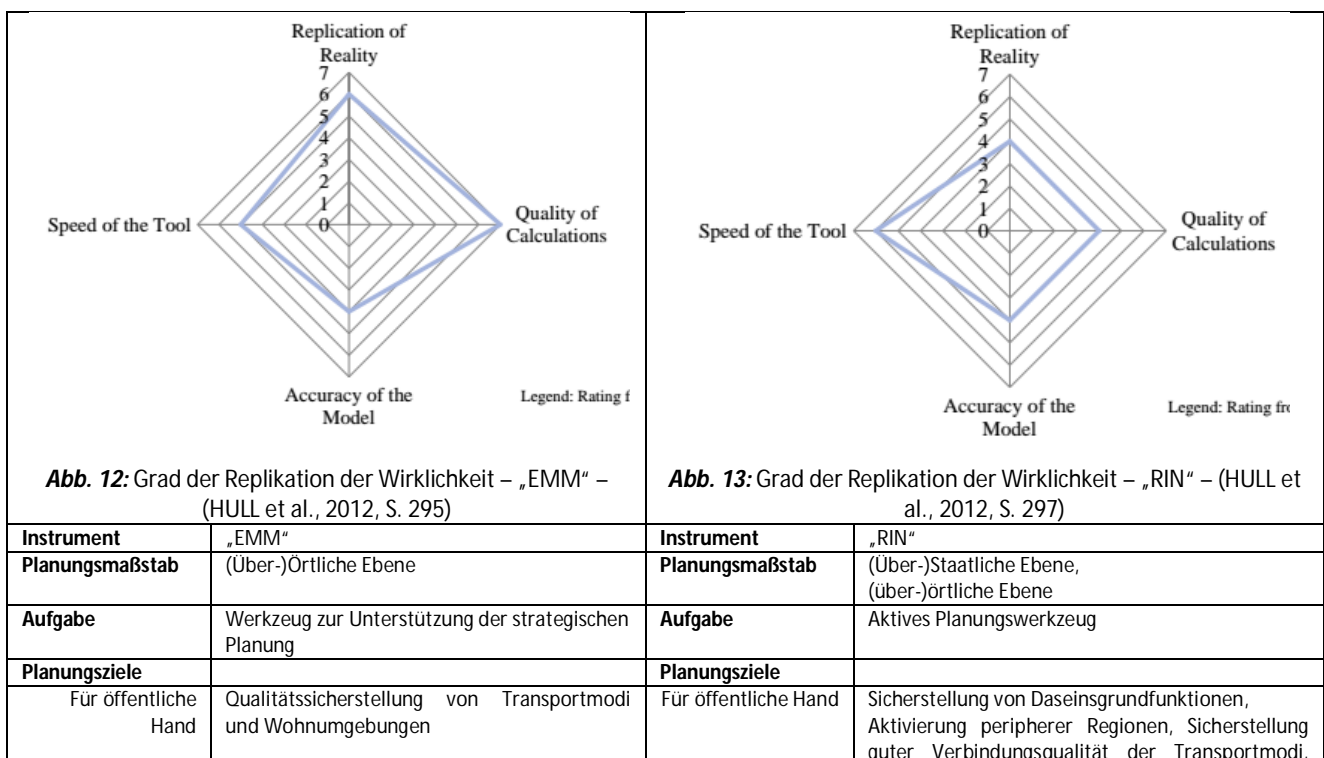 Replication of
Reality
7
6
5
4
3
2
1
0
Speed of the Tool
Quality of
Calculations
Accuracy of the
Model
Legend: Rating f
Abb. 12: Grad der Replikation der Wirklichkeit – „EMM“ –
(HULL et al., 2012, S. 295)
Replication of
Reality
7
6
5
4
3
2
1
0
Speed of the Tool
Quality of
Calculations
Accuracy of the
Model
Legend: Rating fro
Abb. 13: Grad der Replikation der Wirklichkeit – „RIN“ – (HULL et
al., 2012, S. 297)
Instrument „EMM“
Planungsmaßstab (Über-)Örtliche Ebene
Aufgabe Werkzeug zur Unterstützung der strategischen
Planung
Planungsziele
Für öffentliche Qualitätssicherstellung von Transportmodi
Hand und Wohnumgebungen
Instrument „RIN“
Planungsmaßstab (Über-)Staatliche Ebene,
(über-)örtliche Ebene
Aufgabe Aktives Planungswerkzeug
Planungsziele
Für öffentliche Hand Sicherstellung von Daseinsgrundfunktionen,
Aktivierung peripherer Regionen, Sicherstellung
guter Verbindungsqualität der Transportmodi,